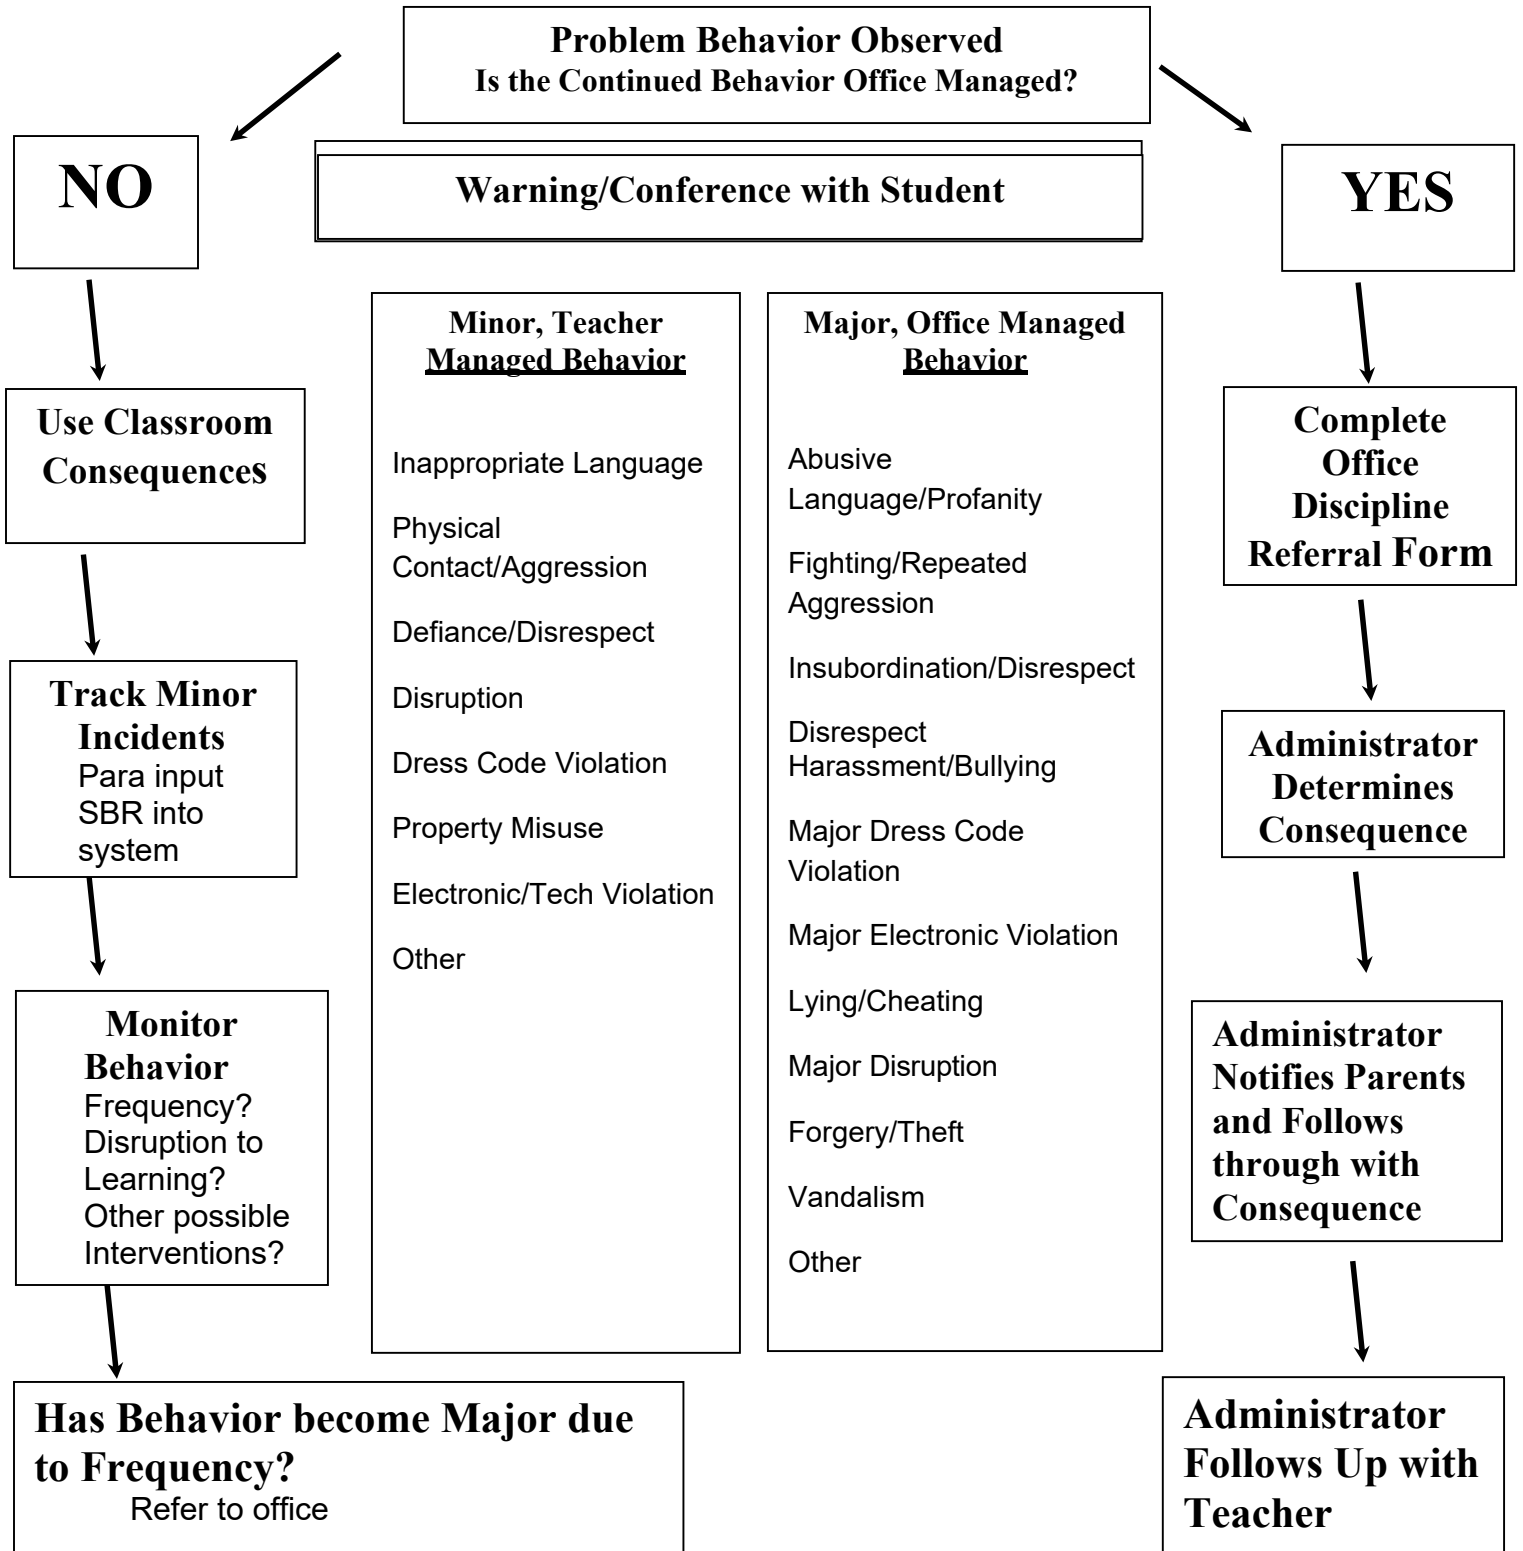 Problem Behavior Observed
Is the Continued Behavior Office Managed?
NO
Warning/Conference with Student
YES
Use Classroom
Consequences
Track Minor
Incidents
Para input
SBR into
system
Monitor
Behavior
Frequency?
Disruption to
Learning?
Other possible
Interventions?
Has Behavior become Major due
to Frequency?
Refer to office
Minor, Teacher
Managed Behavior
Inappropriate Language
Physical
Contact/Aggression
Defiance/Disrespect
Disruption
Dress Code Violation
Property Misuse
Electronic/Tech Violation
Other
Major, Office Managed
Behavior
Abusive
Language/Profanity
Fighting/Repeated
Aggression
Insubordination/Disrespect
Disrespect
Harassment/Bullying
Major Dress Code
Violation
Major Electronic Violation
Lying/Cheating
Major Disruption
Forgery/Theft
Vandalism
Other
Complete
Office
Discipline
Referral Form
Administrator
Determines
Consequence
Administrator
Notifies Parents
and Follows
through with
Consequence
Administrator
Follows Up with
Teacher